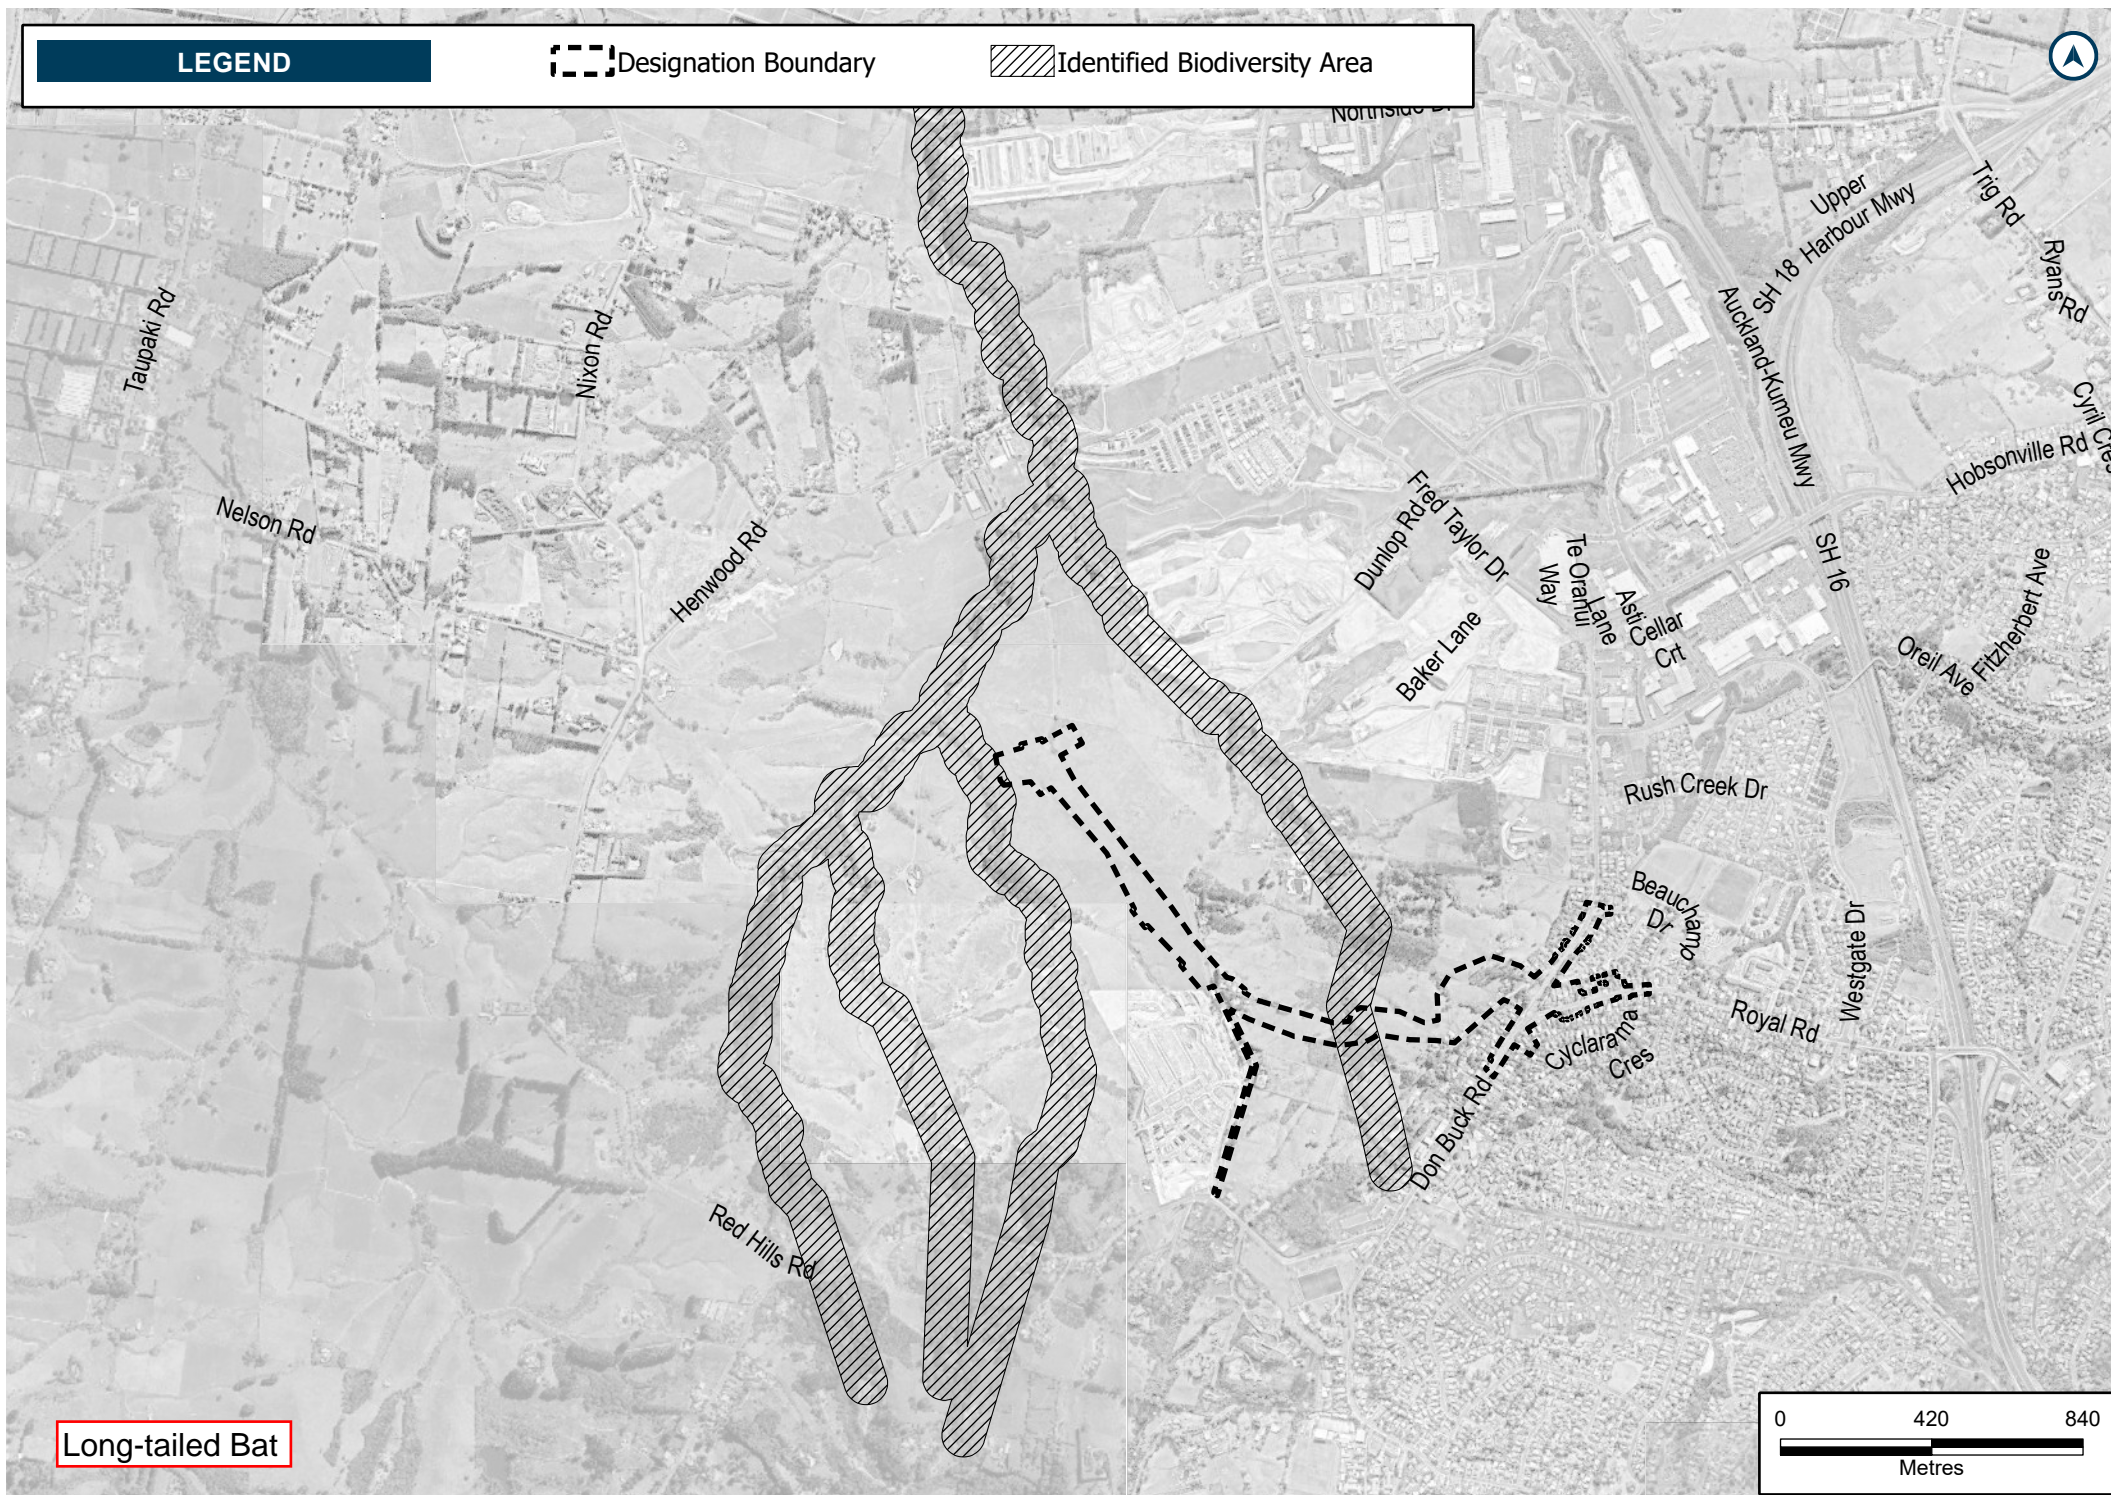 LEGEND
Designation Boundary
Identified Biodiversity Area
Northside Dr
Upper
SH 18 Harbour Mwy
Trig Rd
Ryans Rd
Taupaki Rd
Nixon Rd
Auckland-Kumeu Mwy
Cyril Cres
Hobsonville Rd
Nelson Rd
Henwood Rd
Fred Taylor Dr
Dunlop Rd
Te Oranui
Way
Asti
Lane
Cellar
Crt
SH 16
Fitzherbert Ave
Oreil Ave
Baker Lane
Rush Creek Dr
Beauchamp
Dr
Westgate Dr
Royal Rd
Cyclarama
Cres
Don Buck Rd
Red Hills Rd
Long-tailed Bat
0 420 840
Metres